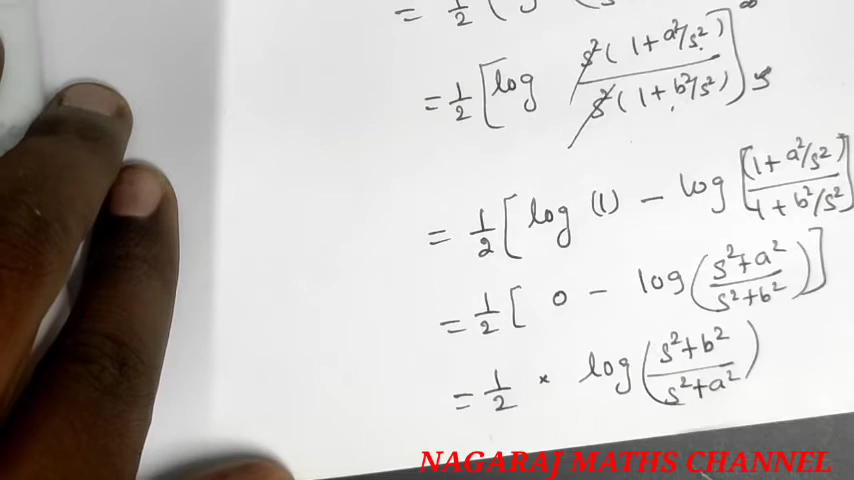 = 1/2 (
= 1/2 [log s²(1+a²/s²) / s²(1+b²/s²)]∞ s
= 1/2 [log (1) - log [(1+a²/s²) / 1+b²/s²]
= 1/2 [ 0 - log (s²+a² / s²+b²)]
= 1/2 × log (s²+b² / s²+a²)
NAGARAJ MATHS CHANNEL